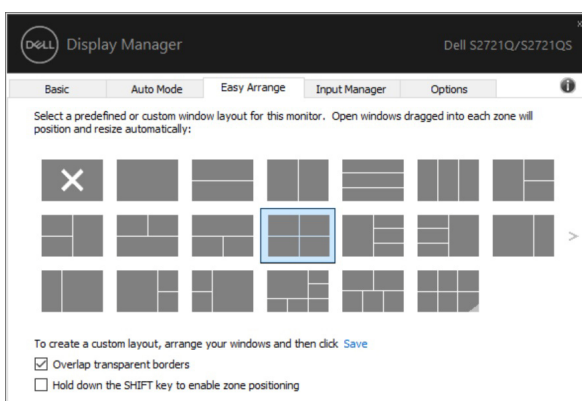 DELL Display Manager Dell S2721Q/S2721QS
Basic Auto Mode Easy Arrange Input Manager Options
Select a predefined or custom window layout for this monitor. Open windows dragged into each zone will
position and resize automatically:
To create a custom layout, arrange your windows and then click Save
Overlap transparent borders
Hold down the SHIFT key to enable zone positioning